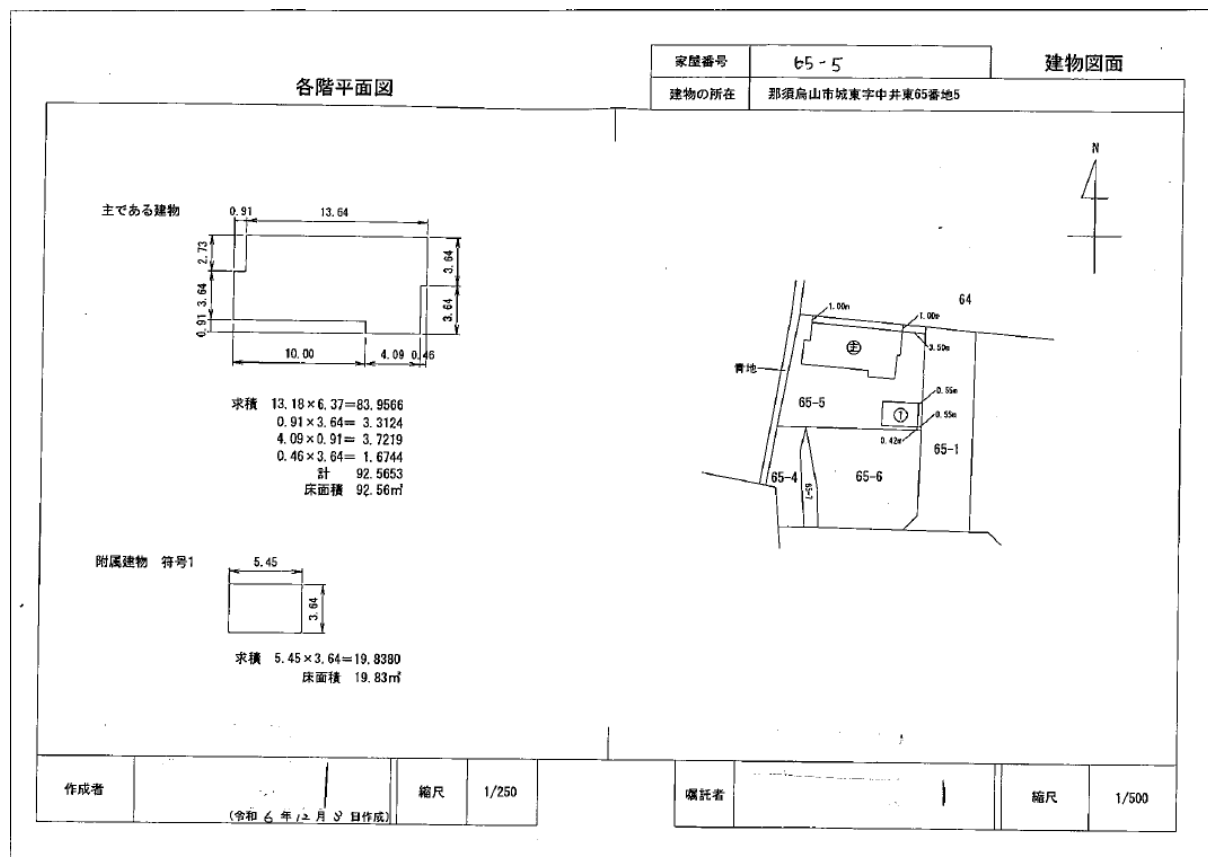 家屋番号 65-5
建物図面
各階平面図
建物の所在 那須烏山市城東字中井東65番地5
N
主である建物
0.91 13.64
2.73
3.64
0.91
3.64
3.64
10.00 4.09 0.46
求積 13.18×6.37=83.9566
0.91×3.64= 3.3124
4.09×0.91= 3.7219
0.46×3.64= 1.6744
計 92.5653
床面積 92.56㎡
附属建物 符号1
5.45
3.64
求積 5.45×3.64=19.8380
床面積 19.83㎡
64
1.00m
1.00m
主
3.50m
青地
65-5
0.55m
1
0.55m
0.42m
65-1
65-4
65-7
65-6
作成者
(令和 6 年 12 月 日作成)
縮尺 1/250
嘱託者
縮尺 1/500